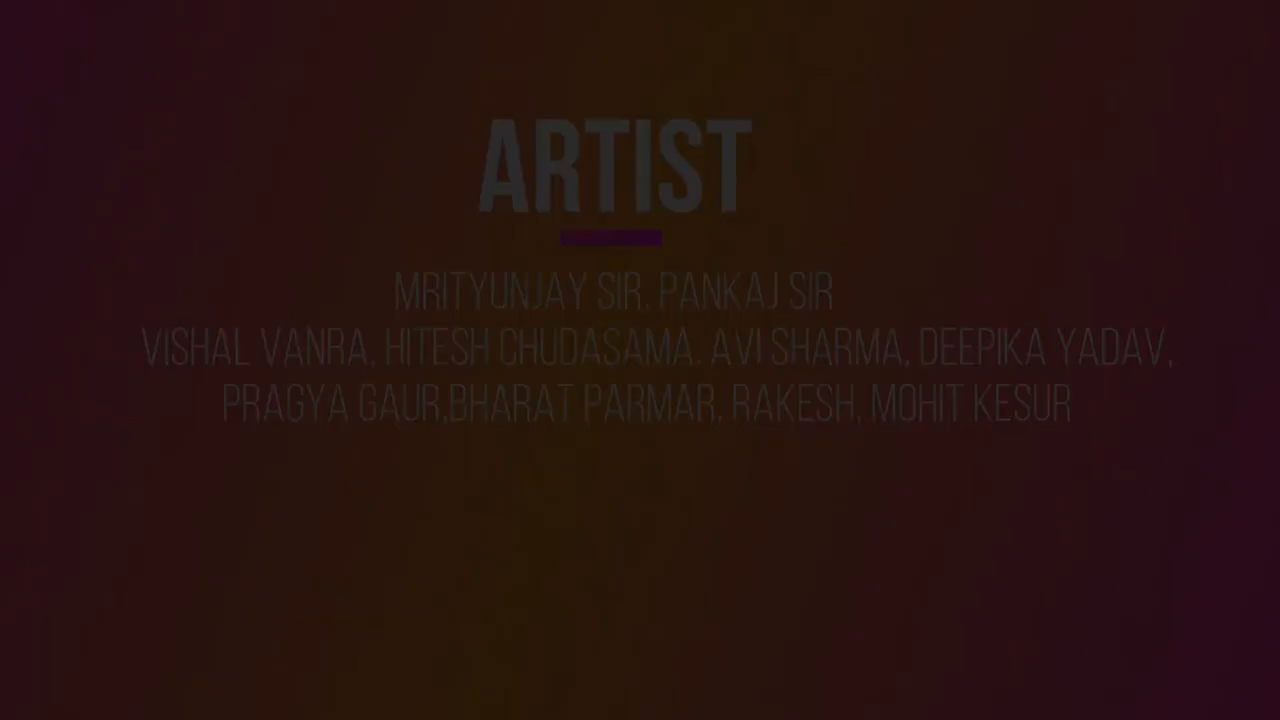 ARTIST
MRITYUNJAY SIR, PANKAJ SIR
VISHAL VANRA, HITESH CHUDASAMA, AVI SHARMA, DEEPIKA YADAV,
PRAGYA GAUR,BHARAT PARMAR, RAKESH, MOHIT KESUR